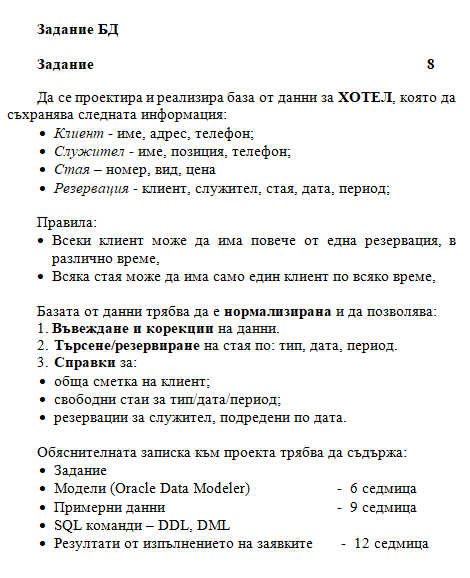 Задание БД
Задание 8
Да се проектира и реализира база от данни за ХОТЕЛ, която да
съхранява следната информация:
• Клиент - име, адрес, телефон;
• Служител - име, позиция, телефон;
• Стая – номер, вид, цена
• Резервация - клиент, служител, стая, дата, период;
Правила:
• Всеки клиент може да има повече от една резервация, в
различно време,
• Всяка стая може да има само един клиент по всяко време,
Базата от данни трябва да е нормализирана и да позволява:
1. Въвеждане и корекции на данни.
2. Търсене/резервиране на стая по: тип, дата, период.
3. Справки за:
• обща сметка на клиент;
• свободни стаи за тип/дата/период;
• резервации за служител, подредени по дата.
Обяснителната записка към проекта трябва да съдържа:
• Задание
• Модели (Oracle Data Modeler) - 6 седмица
• Примерни данни - 9 седмица
• SQL команди – DDL, DML
• Резултати от изпълнението на заявките - 12 седмица